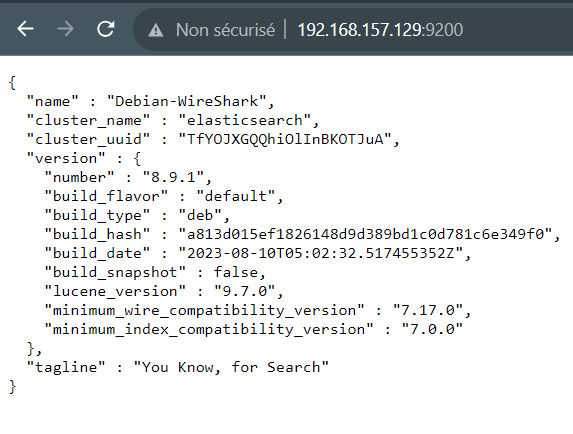 Non sécurisé | 192.168.157.129:9200
{
  "name" : "Debian-WireShark",
  "cluster_name" : "elasticsearch",
  "cluster_uuid" : "TfYOJXGQQhiOlInBKOTJuA",
  "version" : {
    "number" : "8.9.1",
    "build_flavor" : "default",
    "build_type" : "deb",
    "build_hash" : "a813d015ef1826148d9d389bd1c0d781c6e349f0",
    "build_date" : "2023-08-10T05:02:32.517455352Z",
    "build_snapshot" : false,
    "lucene_version" : "9.7.0",
    "minimum_wire_compatibility_version" : "7.17.0",
    "minimum_index_compatibility_version" : "7.0.0"
  },
  "tagline" : "You Know, for Search"
}